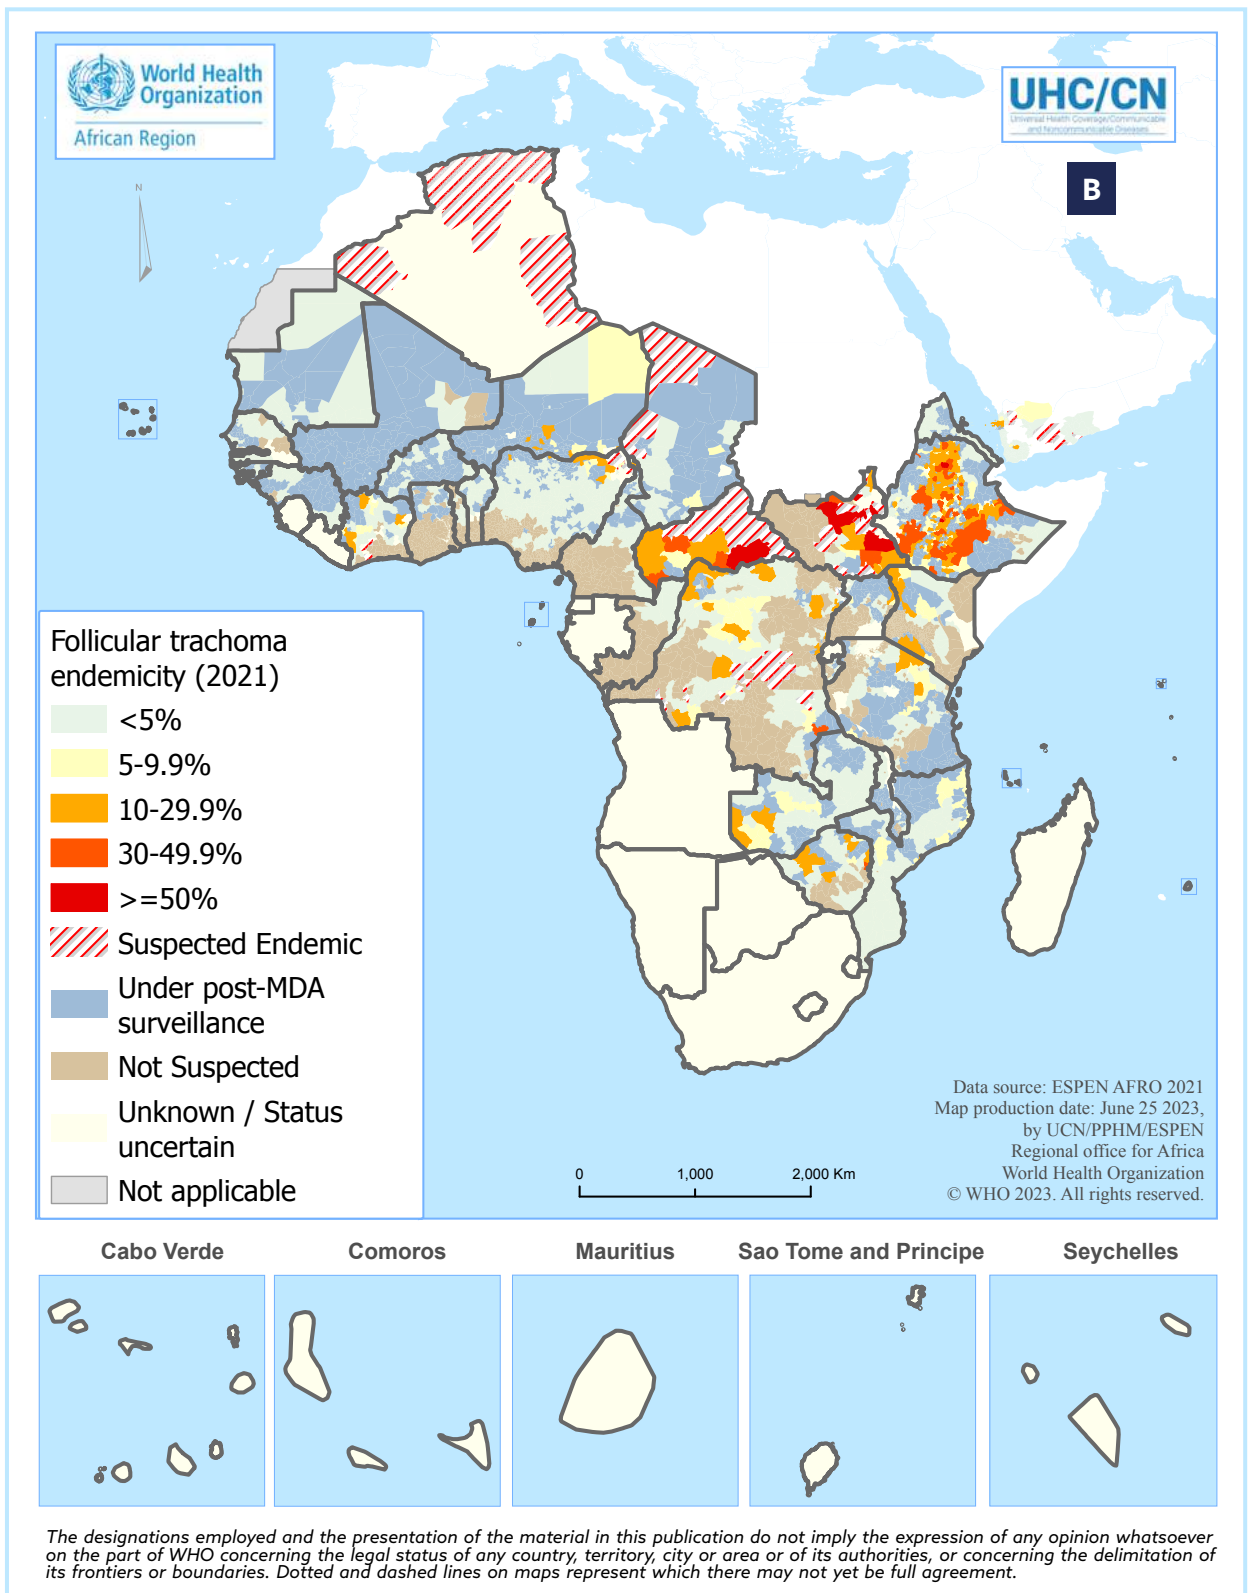 World Health
Organization
African Region
UHC/CN
Universal Health Coverage/Communicable
and Noncommunicable Diseases
B
N
Follicular trachoma
endemicity (2021)
<5%
5-9.9%
10-29.9%
30-49.9%
>=50%
Suspected Endemic
Under post-MDA
surveillance
Not Suspected
Unknown / Status
uncertain
Not applicable
Data source: ESPEN AFRO 2021
Map production date: June 25 2023,
by UCN/PPHM/ESPEN
Regional office for Africa
World Health Organization
© WHO 2023. All rights reserved.
0 1,000 2,000 Km
Cabo Verde
Comoros
Mauritius
Sao Tome and Principe
Seychelles
The designations employed and the presentation of the material in this publication do not imply the expression of any opinion whatsoever
on the part of WHO concerning the legal status of any country, territory, city or area or of its authorities, or concerning the delimitation of
its frontiers or boundaries. Dotted and dashed lines on maps represent which there may not yet be full agreement.